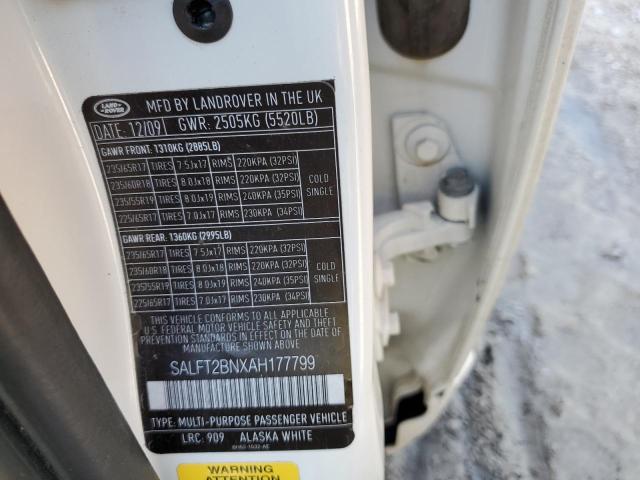 LAND ROVER
MFD BY LANDROVER IN THE UK
DATE: 12/09 GWR: 2505KG (5520LB)
GAWR FRONT: 1310KG (2885LB)
235/65R17 TIRES 7.5Jx17 RIMS 220KPA (32PSI)
235/60R18 TIRES 8.0Jx18 RIMS 220KPA (32PSI)
235/55R19 TIRES 8.0Jx19 RIMS 240KPA (35PSI)
225/65R17 TIRES 7.0Jx17 RIMS 230KPA (34PSI)
COLD
SINGLE
GAWR REAR: 1360KG (2995LB)
235/65R17 TIRES 7.5Jx17 RIMS 220KPA (32PSI)
235/60R18 TIRES 8.0Jx18 RIMS 220KPA (32PSI)
235/55R19 TIRES 8.0Jx19 RIMS 240KPA (35PSI)
225/65R17 TIRES 7.0Jx17 RIMS 230KPA (34PSI)
COLD
SINGLE
THIS VEHICLE CONFORMS TO ALL APPLICABLE
U.S. FEDERAL MOTOR VEHICLE SAFETY AND THEFT
PREVENTION STANDARDS IN EFFECT ON THE DATE OF
MANUFACTURE SHOWN ABOVE.
SALFT2BNXAH177799
TYPE: MULTI-PURPOSE PASSENGER VEHICLE
LRC: 909 ALASKA WHITE
WARNING
ATTENTION